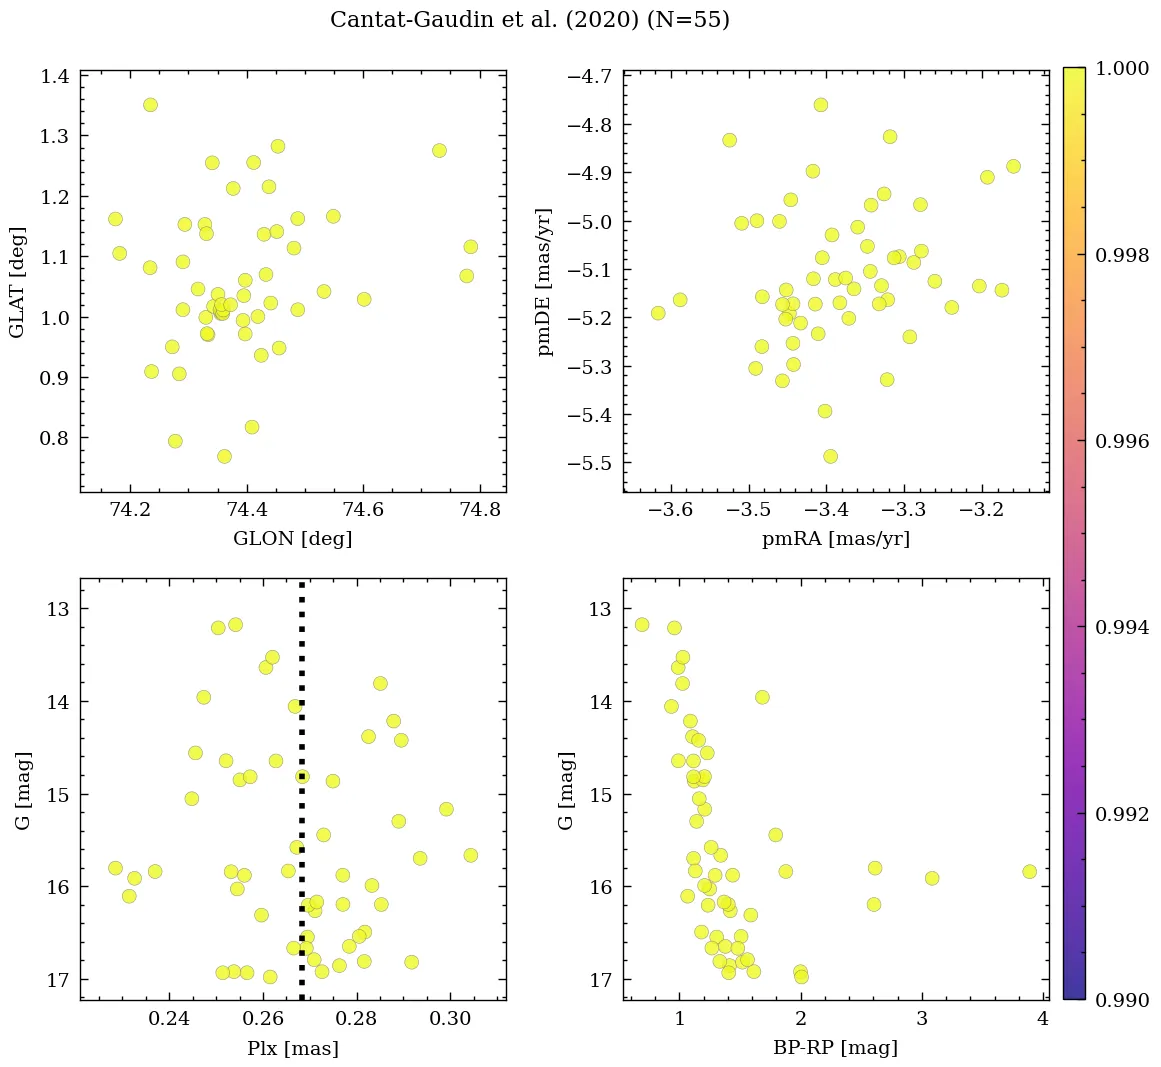 Cantat-Gaudin et al. (2020) (N=55)
1.4
1.3
1.2
1.1
1.0
0.9
0.8
GLAT [deg]
74.2 74.4 74.6 74.8
GLON [deg]
−4.7
−4.8
−4.9
−5.0
−5.1
−5.2
−5.3
−5.4
−5.5
pmDE [mas/yr]
−3.6 −3.5 −3.4 −3.3 −3.2
pmRA [mas/yr]
13
14
15
16
17
G [mag]
0.24 0.26 0.28 0.30
Plx [mas]
13
14
15
16
17
G [mag]
1 2 3 4
BP-RP [mag]
1.000
0.998
0.996
0.994
0.992
0.990